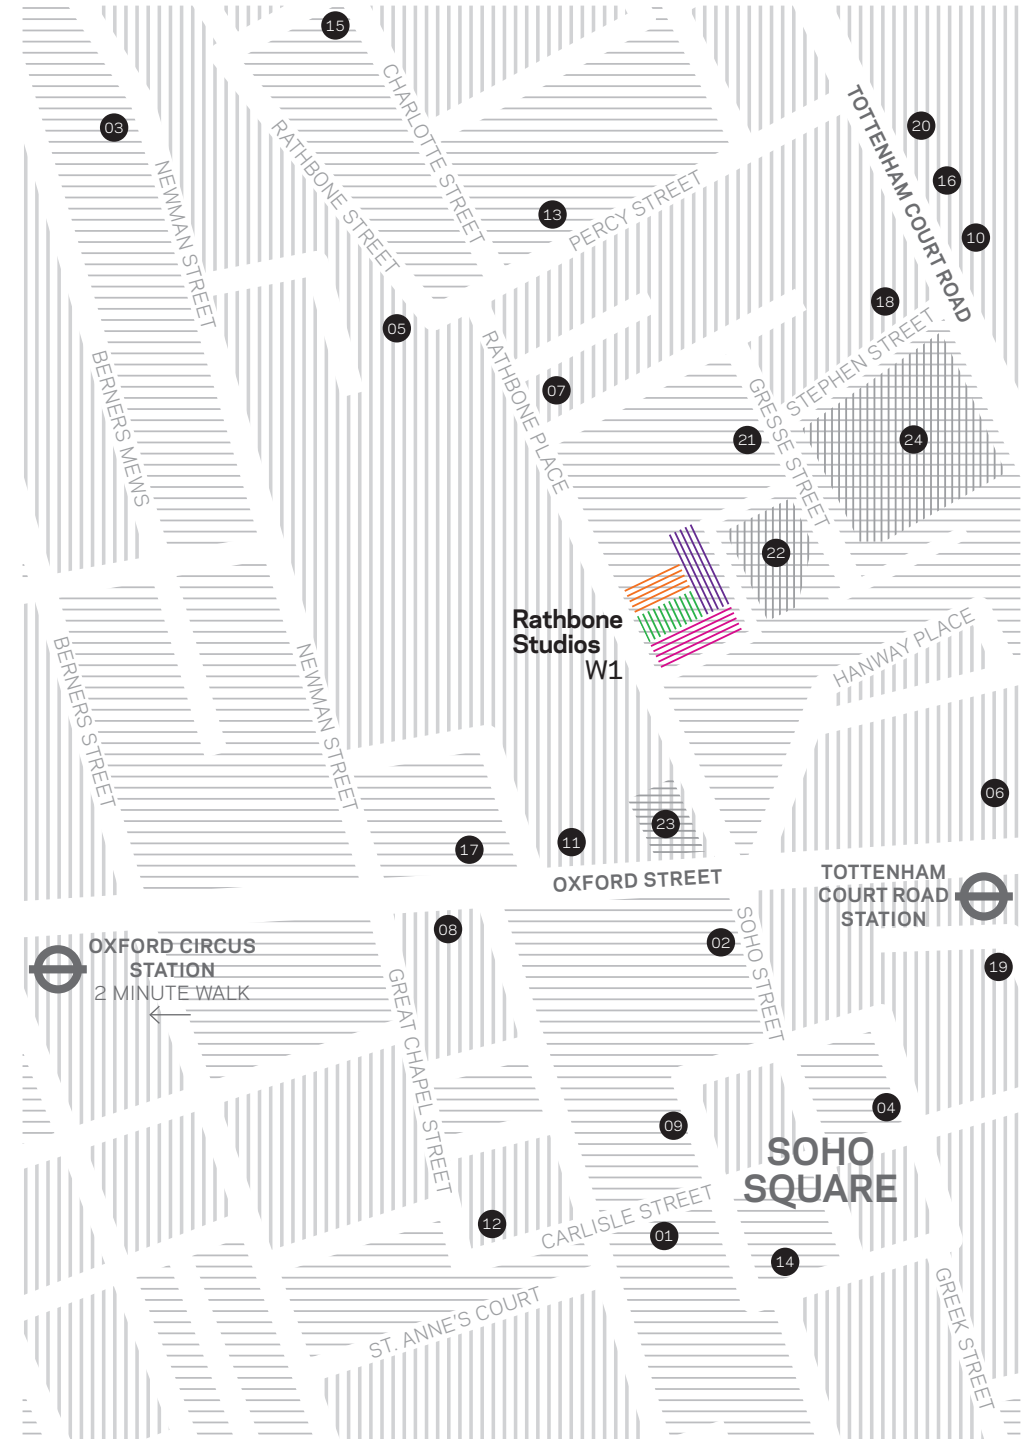 15
CHARLOTTE STREET
03
RATHBONE STREET
20
TOTTENHAM COURT ROAD
16
NEWMAN STREET
13
PERCY STREET
10
18
05
STEPHEN STREET
RATHBONE PLACE
07
BERNERS MEWS
GRESSE STREET
21
24
22
Rathbone
Studios
W1
HANWAY PLACE
BERNERS STREET
NEWMAN STREET
06
23
11
17
OXFORD STREET
TOTTENHAM
COURT ROAD
STATION
SOHO STREET
08
02
OXFORD CIRCUS
STATION
2 MINUTE WALK
19
GREAT CHAPEL STREET
04
09
SOHO
SQUARE
CARLISLE STREET
12
01
14
ST. ANNE'S COURT
GREEK STREET